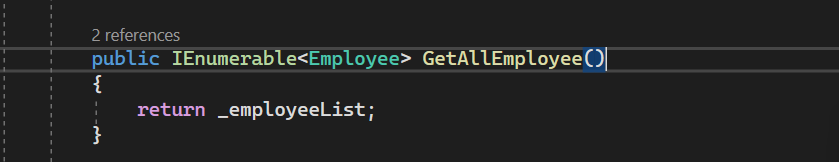 2 references
public IEnumerable<Employee> GetAllEmployee()
{
return _employeeList;
}